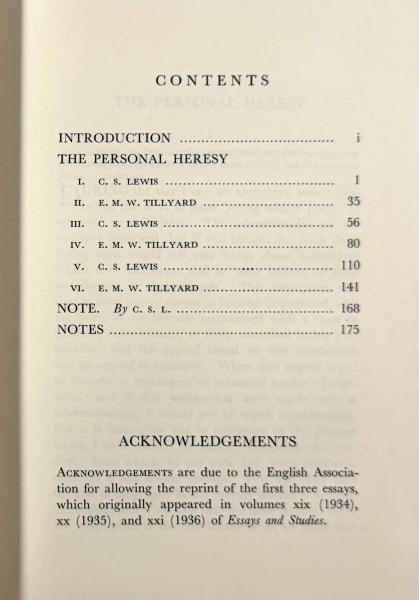 CONTENTS
INTRODUCTION ........................................ i
THE PERSONAL HERESY
I. C. S. LEWIS ........................................ 1
II. E. M. W. TILLYARD .............................. 35
III. C. S. LEWIS ........................................ 56
IV. E. M. W. TILLYARD .............................. 80
V. C. S. LEWIS ........................................ 110
VI. E. M. W. TILLYARD .............................. 141
NOTE. By C. S. L. ........................................ 168
NOTES .................................................. 175
ACKNOWLEDGEMENTS
ACKNOWLEDGEMENTS are due to the English Associa-
tion for allowing the reprint of the first three essays,
which originally appeared in volumes xix (1934),
xx (1935), and xxi (1936) of Essays and Studies.